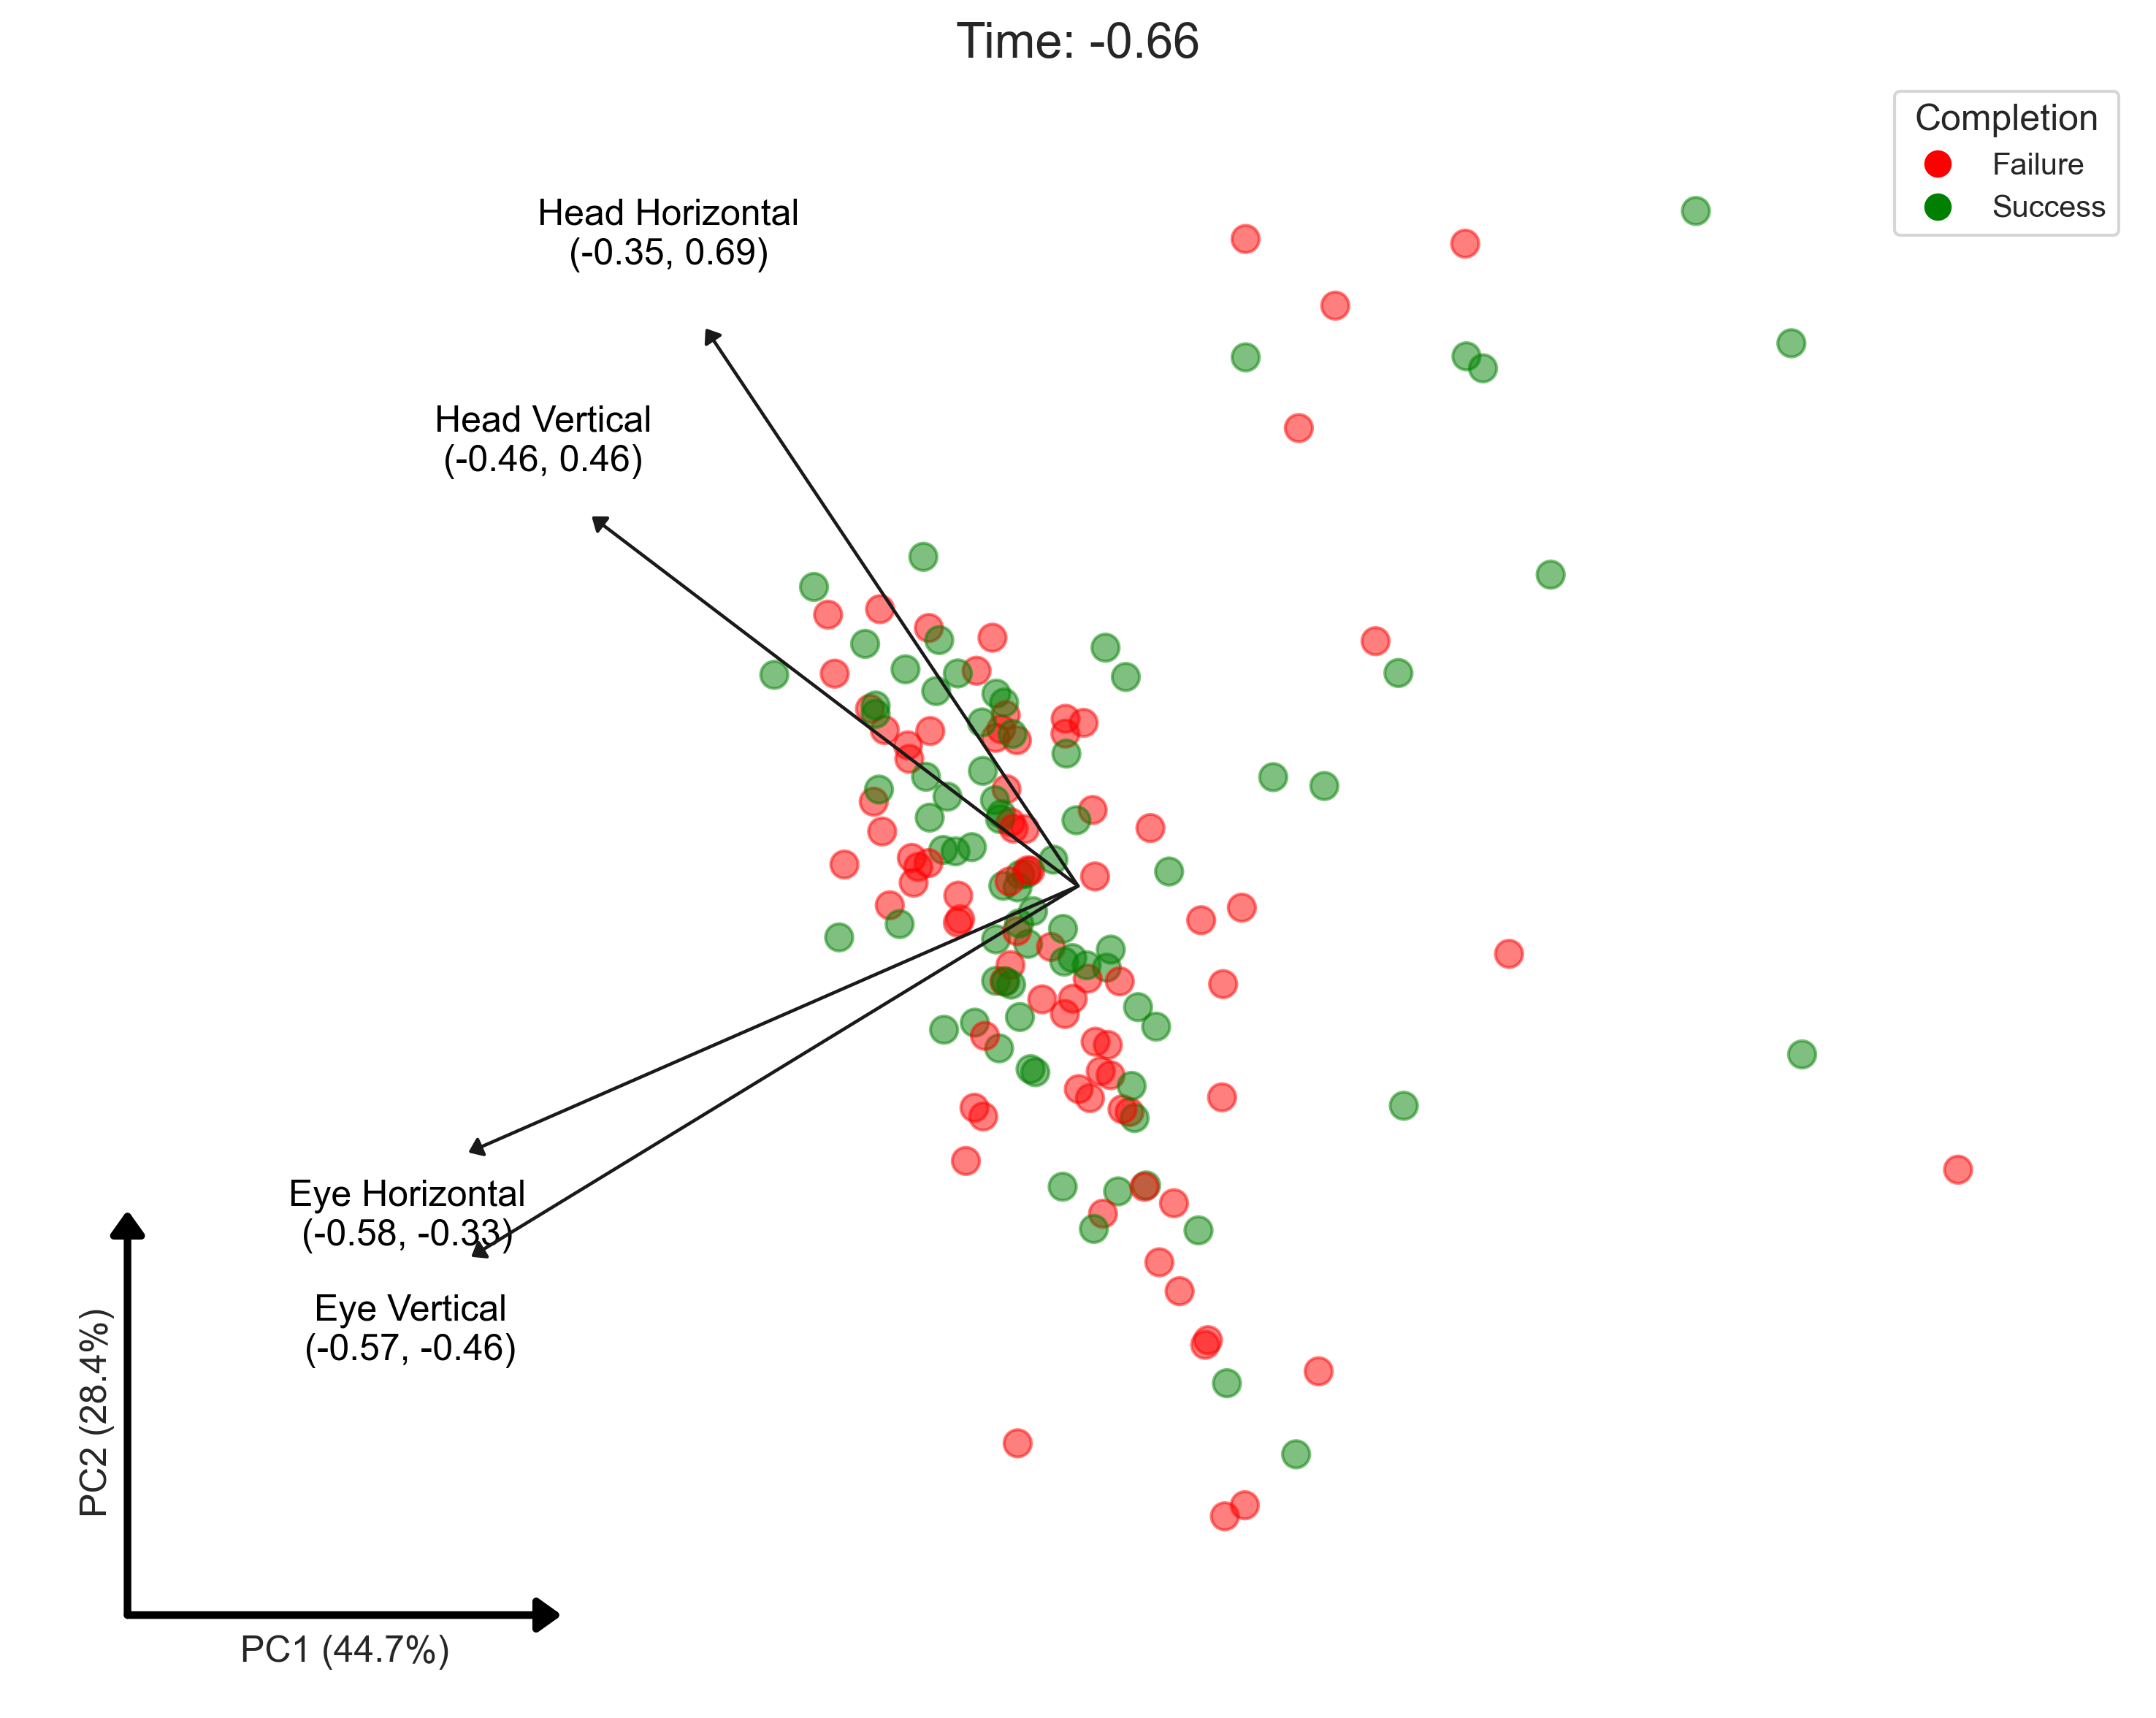 Time: -0.66
Completion
Failure
Success
Head Horizontal
(-0.35, 0.69)
Head Vertical
(-0.46, 0.46)
Eye Horizontal
(-0.58, -0.33)
Eye Vertical
(-0.57, -0.46)
PC2 (28.4%)
PC1 (44.7%)